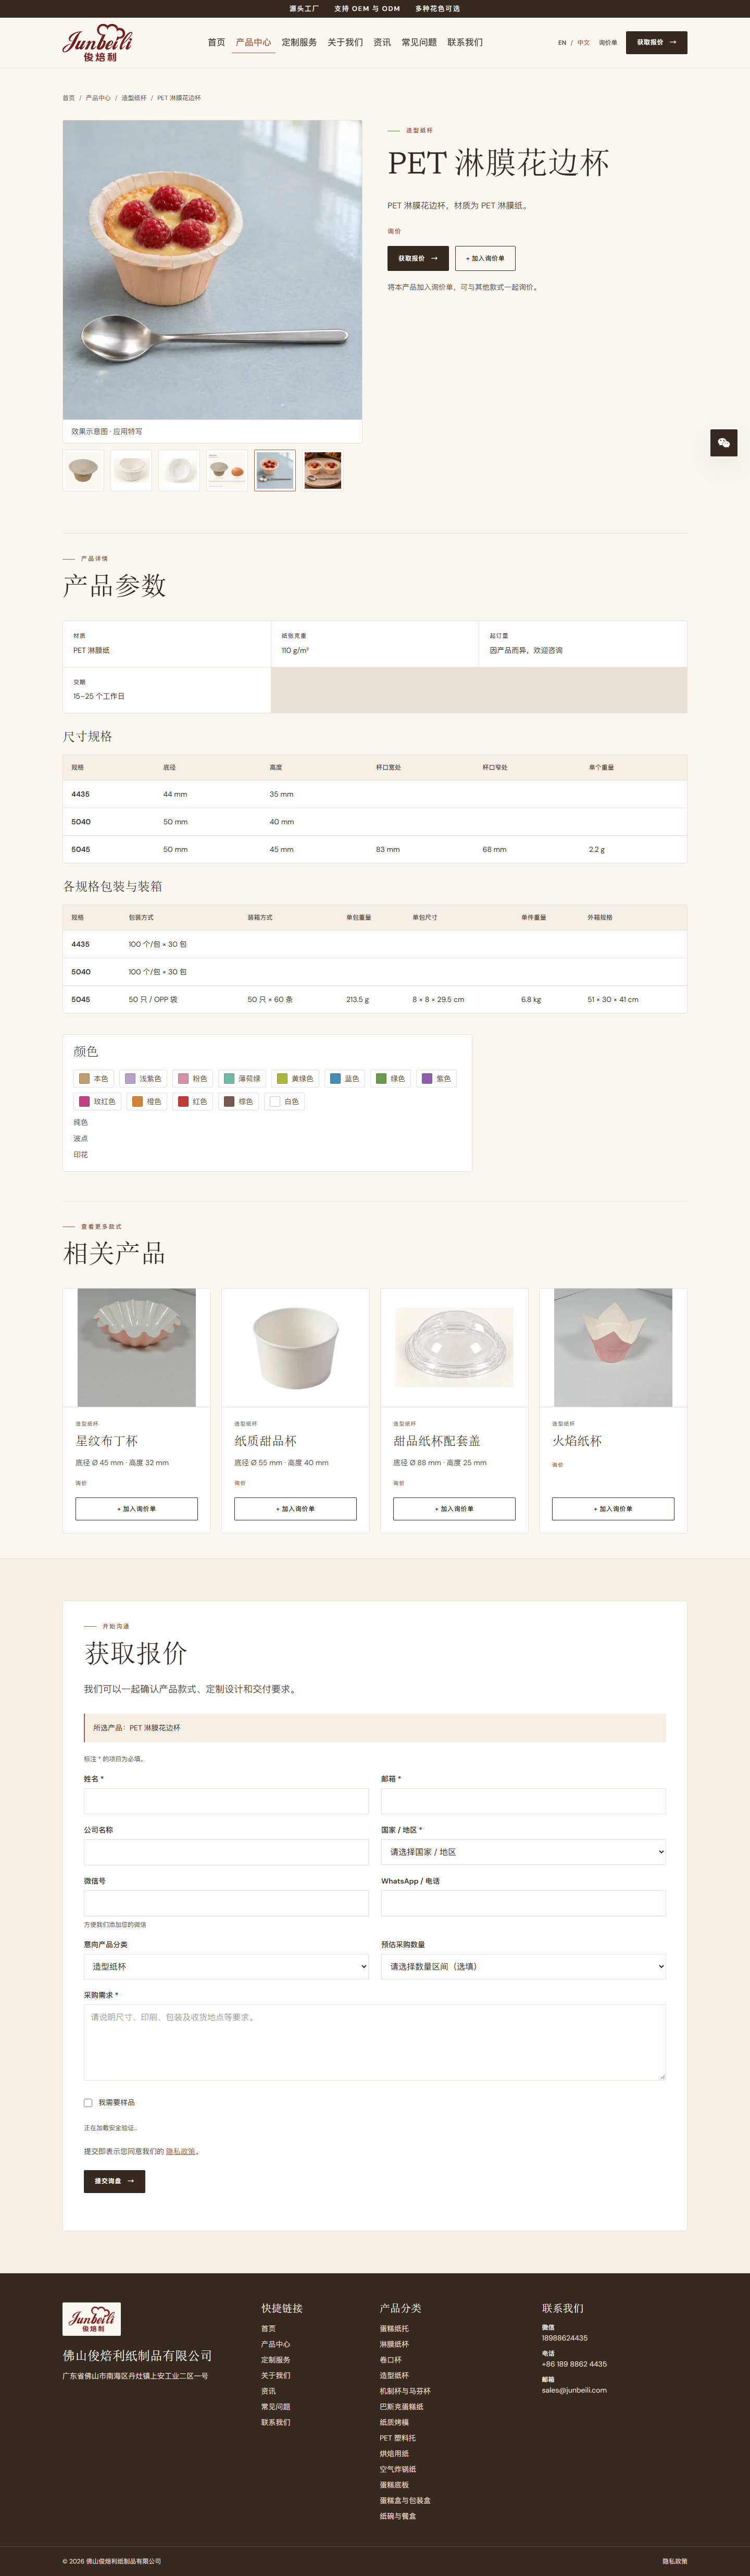 源头工厂 支持 OEM 与 ODM 多种花色可选
Junbeili
俊焙利
首页 产品中心 定制服务 关于我们 资讯 常见问题 联系我们
EN / 中文 询价单 获取报价 →
首页 / 产品中心 / 造型纸杯 / PET 淋膜花边杯
造型纸杯
PET 淋膜花边杯
PET 淋膜花边杯，材质为 PET 淋膜纸。
询价
获取报价 → + 加入询价单
将本产品加入询价单，可与其他款式一起询价。
效果示意图 · 应用特写
产品详情
产品参数
材质 纸张克重 起订量
PET 淋膜纸 110 g/m² 因产品而异，欢迎咨询
交期
15–25 个工作日
尺寸规格
规格 底径 高度 杯口宽处 杯口窄处 单个重量
4435 44 mm 35 mm
5040 50 mm 40 mm
5045 50 mm 45 mm 83 mm 68 mm 2.2 g
各规格包装与装箱
规格 包装方式 装箱方式 单包重量 单包尺寸 单件重量 外箱规格
4435 100 个/包 × 30 包
5040 100 个/包 × 30 包
5045 50 只 / OPP 袋 50 只 × 60 条 213.5 g 8 × 8 × 29.5 cm 6.8 kg 51 × 30 × 41 cm
颜色
本色 浅紫色 粉色 薄荷绿 黄绿色 蓝色 绿色 紫色
玫红色 橙色 红色 棕色 白色
纯色
波点
印花
查看更多款式
相关产品
造型纸杯 造型纸杯 造型纸杯 造型纸杯
星纹布丁杯 纸质甜品杯 甜品纸杯配套盖 火焰纸杯
底径 Ø 45 mm · 高度 32 mm 底径 Ø 55 mm · 高度 40 mm 底径 Ø 88 mm · 高度 25 mm
询价 询价 询价 询价
+ 加入询价单 + 加入询价单 + 加入询价单 + 加入询价单
开始沟通
获取报价
我们可以一起确认产品款式、定制设计和交付要求。
所选产品：PET 淋膜花边杯
标注 * 的项目为必填。
姓名 * 邮箱 *
公司名称 国家 / 地区 *
请选择国家 / 地区
微信号 WhatsApp / 电话
方便我们添加您的微信
意向产品分类 预估采购数量
造型纸杯 请选择数量区间（选填）
采购需求 *
请说明尺寸、印刷、包装及收货地点等要求。
我需要样品
正在加载安全验证…
提交即表示您同意我们的 隐私政策。
提交询盘 →
Junbeili
俊焙利
佛山俊焙利纸制品有限公司
广东省佛山市南海区丹灶镇上安工业二区一号
快捷链接
首页
产品中心
定制服务
关于我们
资讯
常见问题
联系我们
产品分类
蛋糕纸托
淋膜纸杯
卷口杯
造型纸杯
机制杯与马芬杯
巴斯克蛋糕纸
纸质烤模
PET 塑料托
烘焙用纸
空气炸锅纸
蛋糕底板
蛋糕盒与包装盒
纸碗与餐盒
联系我们
微信
18988624435
电话
+86 189 8862 4435
邮箱
sales@junbeili.com
© 2026 佛山俊焙利纸制品有限公司 隐私政策